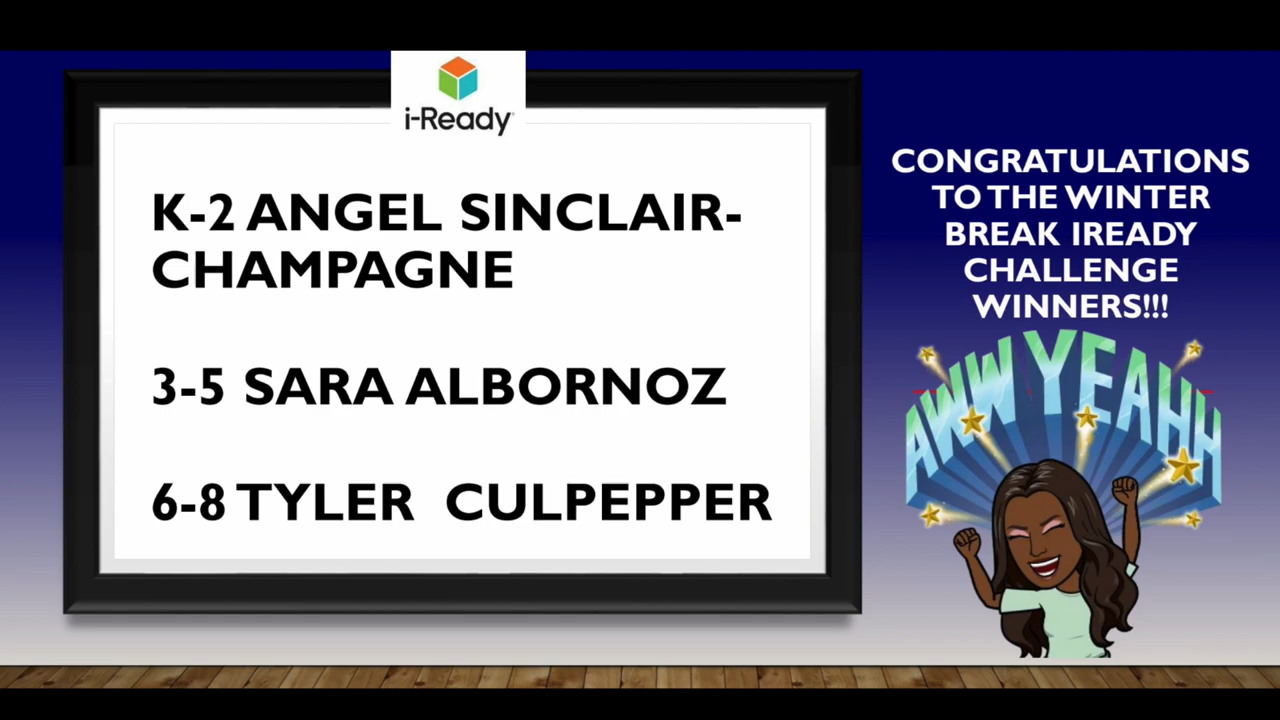 i-Ready
K-2 ANGEL SINCLAIR-
CHAMPAGNE
3-5 SARA ALBORNOZ
6-8 TYLER CULPEPPER
CONGRATULATIONS
TO THE WINTER
BREAK IREADY
CHALLENGE
WINNERS!!!
AWW YEAHH